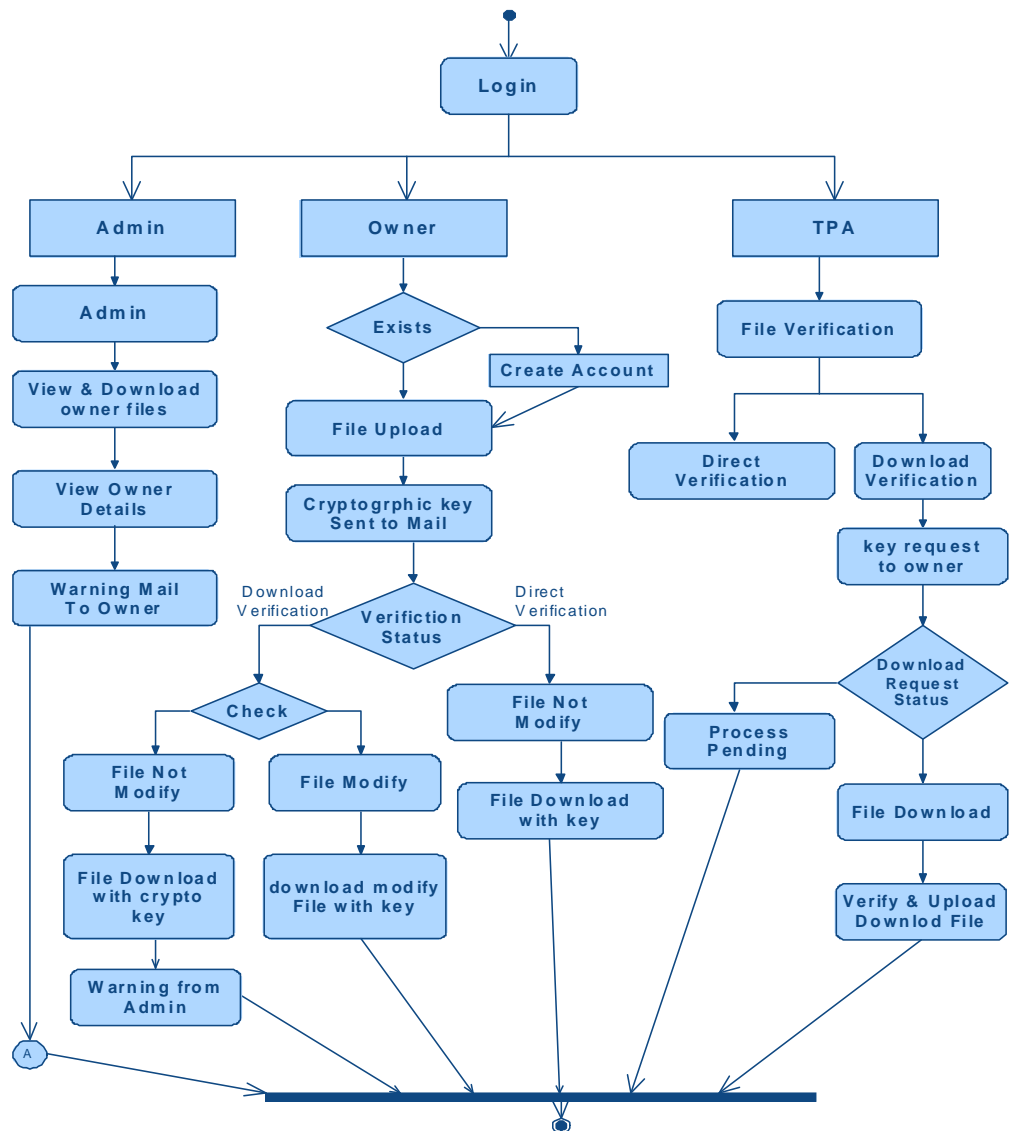 Login
Admin
Owner
TPA
Admin
Exists
File Verification
Create Account
View & Download
owner files
File Upload
Direct
Verification
Download
Verification
View Owner
Details
Cryptogrphic key
Sent to Mail
key request
to owner
Warning Mail
To Owner
Download
Verification
Verifiction
Status
Direct
Verification
Download
Request
Status
Check
File Not
Modify
Process
Pending
File Not
Modify
File Modify
File Download
with key
File Download
File Download
with crypto
key
download modify
File with key
Verify & Upload
Downlod File
Warning from
Admin
A